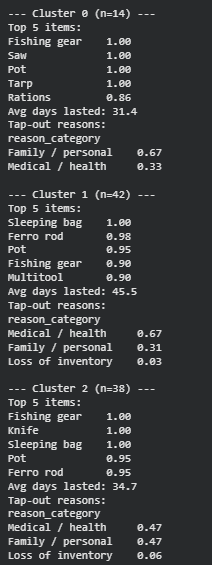 --- Cluster 0 (n=14) ---
Top 5 items:
Fishing gear    1.00
Saw             1.00
Pot             1.00
Tarp            1.00
Rations         0.86
Avg days lasted: 31.4
Tap-out reasons:
reason_category
Family / personal    0.67
Medical / health     0.33

--- Cluster 1 (n=42) ---
Top 5 items:
Sleeping bag    1.00
Ferro rod       0.98
Pot             0.95
Fishing gear    0.90
Multitool       0.90
Avg days lasted: 45.5
Tap-out reasons:
reason_category
Medical / health     0.67
Family / personal    0.31
Loss of inventory    0.03

--- Cluster 2 (n=38) ---
Top 5 items:
Fishing gear    1.00
Knife           1.00
Sleeping bag    1.00
Pot             0.95
Ferro rod       0.95
Avg days lasted: 34.7
Tap-out reasons:
reason_category
Medical / health     0.47
Family / personal    0.47
Loss of inventory    0.06